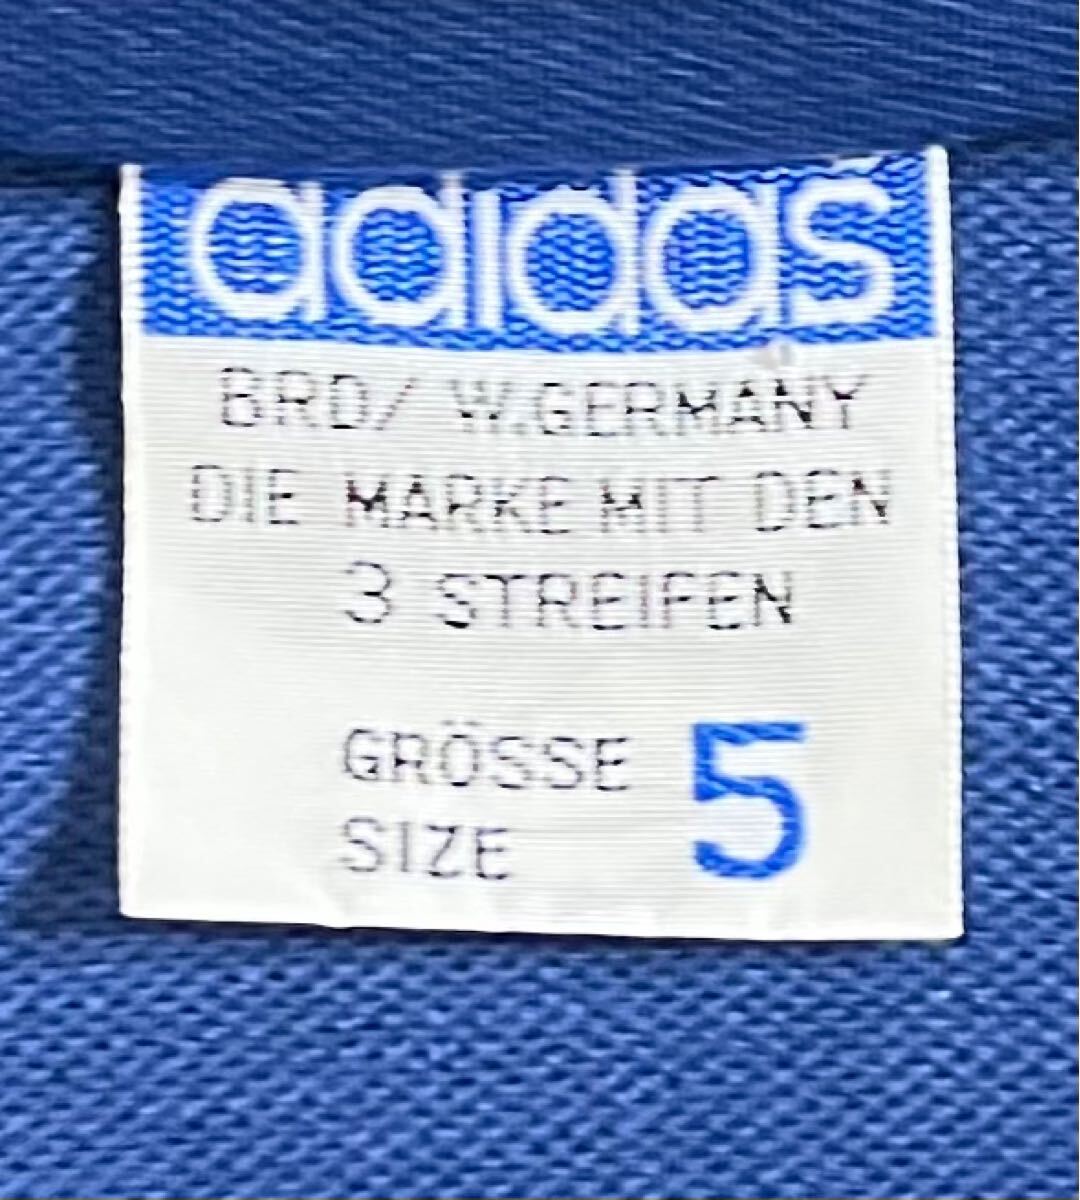 adidas
BRD/ W.GERMANY
DIE MARKE MIT DEN
3 STREIFEN
GRÖSSE 5
SIZE